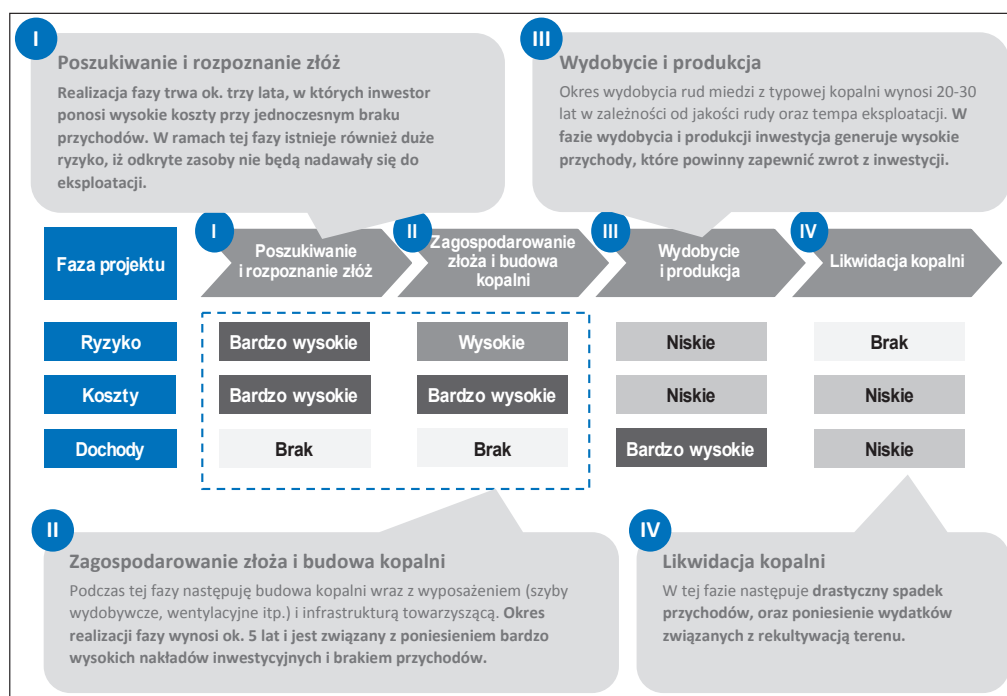 I
Poszukiwanie i rozpoznanie złóż
Realizacja fazy trwa ok. trzy lata, w których inwestor
ponosi wysokie koszty przy jednoczesnym braku
przychodów. W ramach tej fazy istnieje również duże
ryzyko, iż odkryte zasoby nie będą nadawały się do
eksploatacji.
III
Wydobycie i produkcja
Okres wydobycia rud miedzi z typowej kopalni wynosi 20-30
lat w zależności od jakości rudy oraz tempa eksploatacji. W
fazie wydobycia i produkcji inwestycja generuje wysokie
przychody, które powinny zapewnić zwrot z inwestycji.
Faza projektu
I
Poszukiwanie
i rozpoznanie złóż
II
Zagospodarowanie
złoża i budowa
kopalni
III
Wydobycie
i produkcja
IV
Likwidacja kopalni
Ryzyko
Bardzo wysokie
Wysokie
Niskie
Brak
Koszty
Bardzo wysokie
Bardzo wysokie
Niskie
Niskie
Dochody
Brak
Brak
Bardzo wysokie
Niskie
II
Zagospodarowanie złoża i budowa kopalni
Podczas tej fazy następuję budowa kopalni wraz z wyposażeniem (szyby
wydobywcze, wentylacyjne itp.) i infrastrukturą towarzyszącą. Okres
realizacji fazy wynosi ok. 5 lat i jest związany z poniesieniem bardzo
wysokich nakładów inwestycyjnych i brakiem przychodów.
IV
Likwidacja kopalni
W tej fazie następuje drastyczny spadek
przychodów, oraz poniesienie wydatków
związanych z rekultywacją terenu.